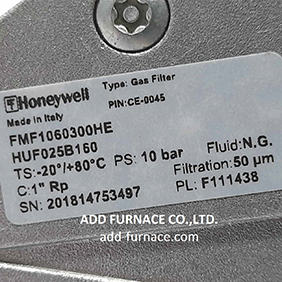 Honeywell
Type: Gas Filter
Made in Italy
PIN:CE-0045
FMF1060300HE
HUF025B160
TS:-20°/+80°C PS: 10 bar Fluid:N.G.
C:1" Rp Filtration:50 µm
SN: 201814753497 PL: F111438
ADD FURNACE CO.,LTD.
add-furnace.com